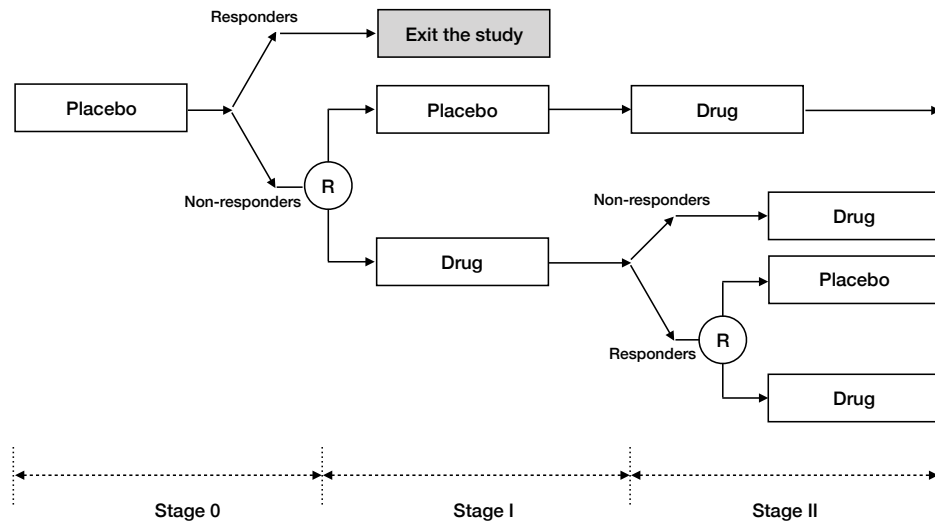 Responders
Exit the study
Placebo
Placebo
Drug
Non-responders
R
Non-responders
Drug
Drug
Placebo
R
Responders
Drug
Stage 0
Stage I
Stage II